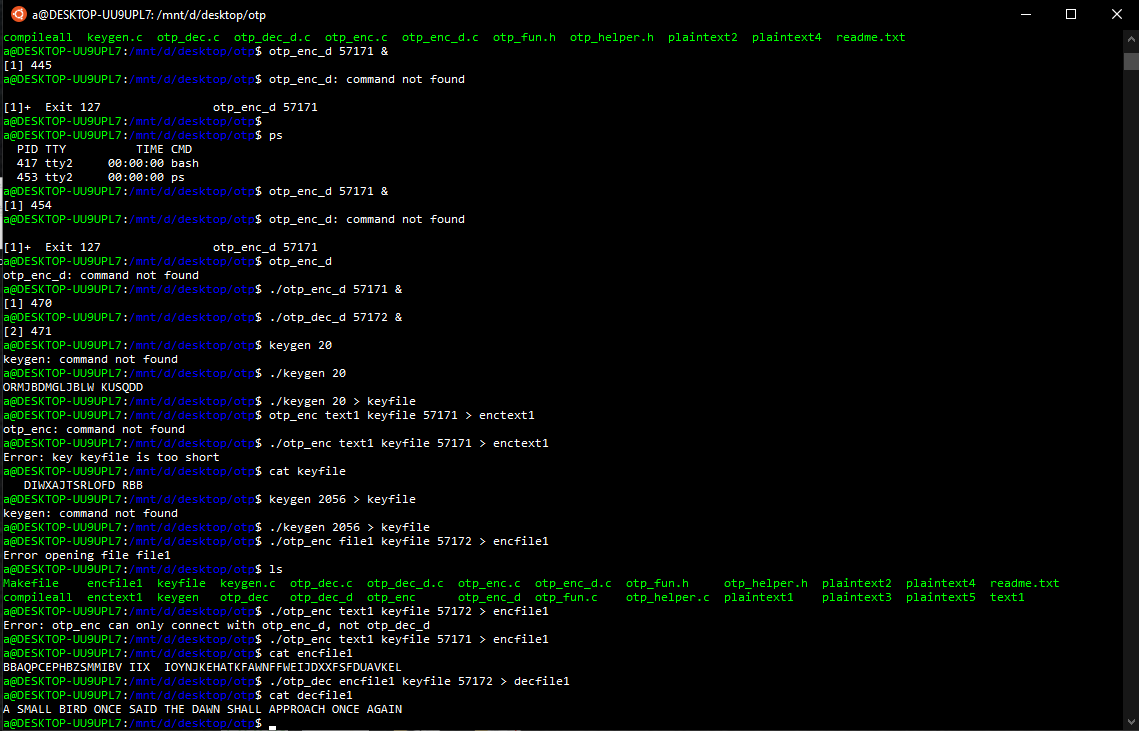 a@DESKTOP-UU9UPL7: /mnt/d/desktop/otp
compileall  keygen.c  otp_dec.c  otp_dec_d.c  otp_enc.c  otp_enc_d.c  otp_fun.h  otp_helper.h  plaintext2  plaintext4  readme.txt
a@DESKTOP-UU9UPL7:/mnt/d/desktop/otp$ otp_enc_d 57171 &
[1] 445
a@DESKTOP-UU9UPL7:/mnt/d/desktop/otp$ otp_enc_d: command not found
[1]+  Exit 127                otp_enc_d 57171
a@DESKTOP-UU9UPL7:/mnt/d/desktop/otp$
a@DESKTOP-UU9UPL7:/mnt/d/desktop/otp$ ps
  PID TTY          TIME CMD
  417 tty2     00:00:00 bash
  453 tty2     00:00:00 ps
a@DESKTOP-UU9UPL7:/mnt/d/desktop/otp$ otp_enc_d 57171 &
[1] 454
a@DESKTOP-UU9UPL7:/mnt/d/desktop/otp$ otp_enc_d: command not found
[1]+  Exit 127                otp_enc_d 57171
a@DESKTOP-UU9UPL7:/mnt/d/desktop/otp$ otp_enc_d
otp_enc_d: command not found
a@DESKTOP-UU9UPL7:/mnt/d/desktop/otp$ ./otp_enc_d 57171 &
[1] 470
a@DESKTOP-UU9UPL7:/mnt/d/desktop/otp$ ./otp_dec_d 57172 &
[2] 471
a@DESKTOP-UU9UPL7:/mnt/d/desktop/otp$ keygen 20
keygen: command not found
a@DESKTOP-UU9UPL7:/mnt/d/desktop/otp$ ./keygen 20
ORMJBDMGLJBLW KUSQDD
a@DESKTOP-UU9UPL7:/mnt/d/desktop/otp$ ./keygen 20 > keyfile
a@DESKTOP-UU9UPL7:/mnt/d/desktop/otp$ otp_enc text1 keyfile 57171 > enctext1
otp_enc: command not found
a@DESKTOP-UU9UPL7:/mnt/d/desktop/otp$ ./otp_enc text1 keyfile 57171 > enctext1
Error: key keyfile is too short
a@DESKTOP-UU9UPL7:/mnt/d/desktop/otp$ cat keyfile
   DIWXAJTSRLOFD RBB
a@DESKTOP-UU9UPL7:/mnt/d/desktop/otp$ keygen 2056 > keyfile
keygen: command not found
a@DESKTOP-UU9UPL7:/mnt/d/desktop/otp$ ./keygen 2056 > keyfile
a@DESKTOP-UU9UPL7:/mnt/d/desktop/otp$ ./otp_enc file1 keyfile 57172 > encfile1
Error opening file file1
a@DESKTOP-UU9UPL7:/mnt/d/desktop/otp$ ls
Makefile    encfile1  keyfile  keygen.c  otp_dec.c  otp_dec_d.c  otp_enc.c  otp_enc_d.c  otp_fun.h     otp_helper.h  plaintext2  plaintext4  readme.txt
compileall  enctext1  keygen   otp_dec   otp_dec_d  otp_enc      otp_enc_d  otp_fun.c    otp_helper.c  plaintext1    plaintext3  plaintext5  text1
a@DESKTOP-UU9UPL7:/mnt/d/desktop/otp$ ./otp_enc text1 keyfile 57172 > encfile1
Error: otp_enc can only connect with otp_enc_d, not otp_dec_d
a@DESKTOP-UU9UPL7:/mnt/d/desktop/otp$ ./otp_enc text1 keyfile 57171 > encfile1
a@DESKTOP-UU9UPL7:/mnt/d/desktop/otp$ cat encfile1
BBAQPCEPHBZSMMIBV IIX  IOYNJKEHATKFAWNFFWEIJDXXFSFDUAVKEL
a@DESKTOP-UU9UPL7:/mnt/d/desktop/otp$ ./otp_dec encfile1 keyfile 57172 > decfile1
a@DESKTOP-UU9UPL7:/mnt/d/desktop/otp$ cat decfile1
A SMALL BIRD ONCE SAID THE DAWN SHALL APPROACH ONCE AGAIN
a@DESKTOP-UU9UPL7:/mnt/d/desktop/otp$